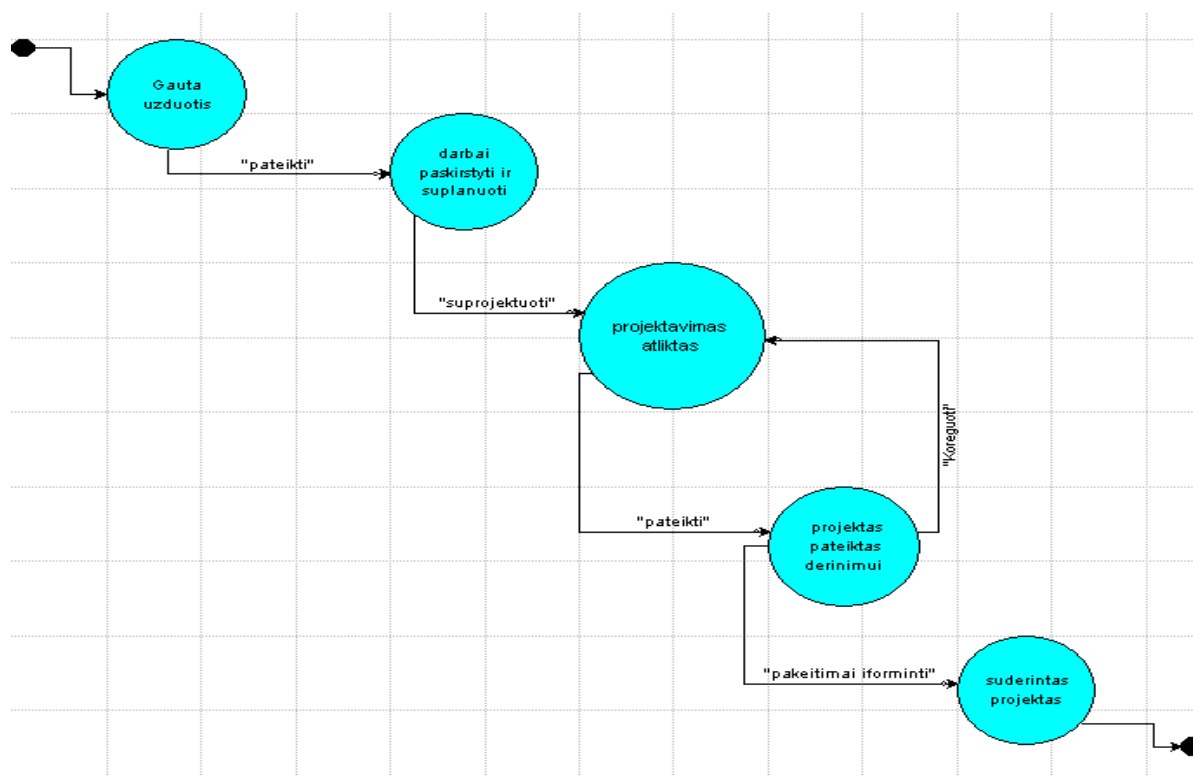 Gauta
uzduotis
"pateikti"
darbai
paskirstyti ir
suplanuoti
"suprojektuoti"
projektavimas
atliktas
"Koreguoti"
"pateikti"
projektas
pateiktas
derinimui
"pakeitimai iforminti"
suderintas
projektas